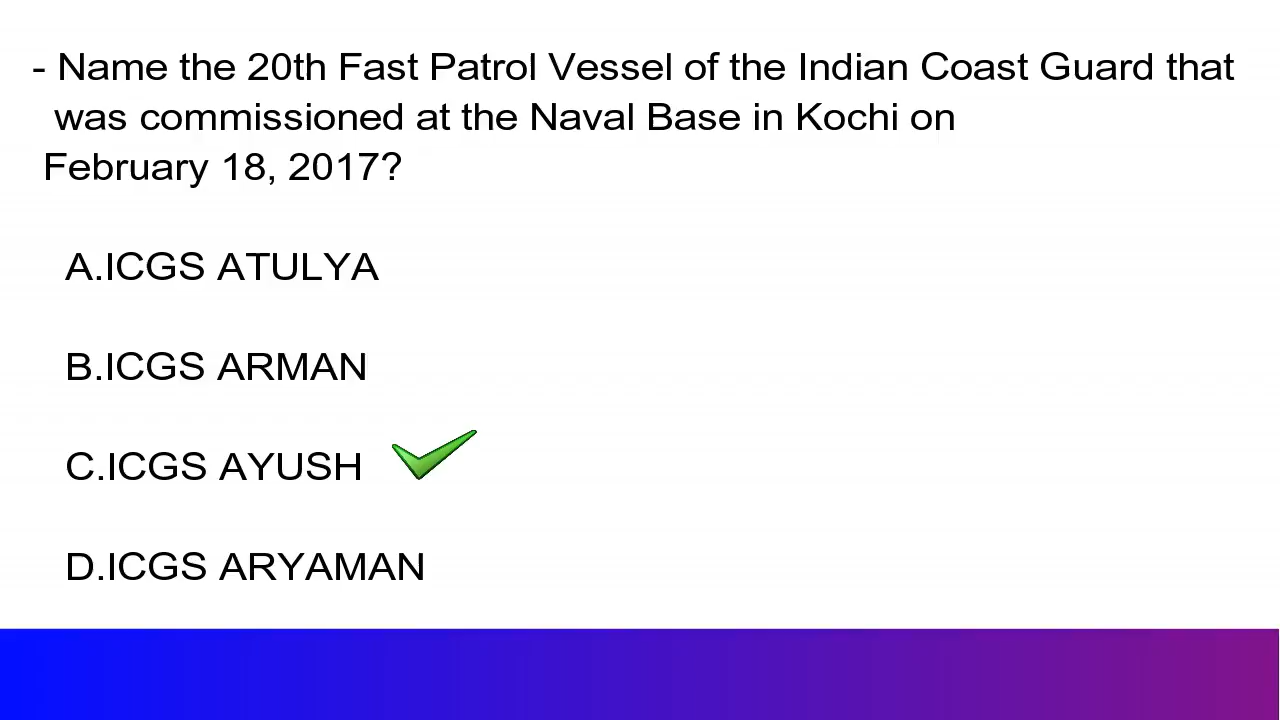 - Name the 20th Fast Patrol Vessel of the Indian Coast Guard that
was commissioned at the Naval Base in Kochi on
February 18, 2017?
A.ICGS ATULYA
B.ICGS ARMAN
C.ICGS AYUSH
D.ICGS ARYAMAN